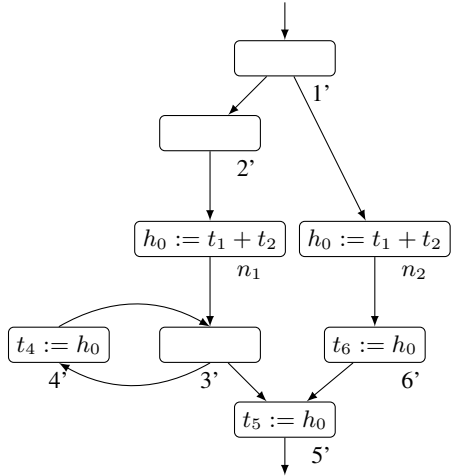 1'
2'
h₀ := t₁ + t₂
h₀ := t₁ + t₂
n₁
n₂
t₄ := h₀
t₆ := h₀
4'
3'
6'
t₅ := h₀
5'